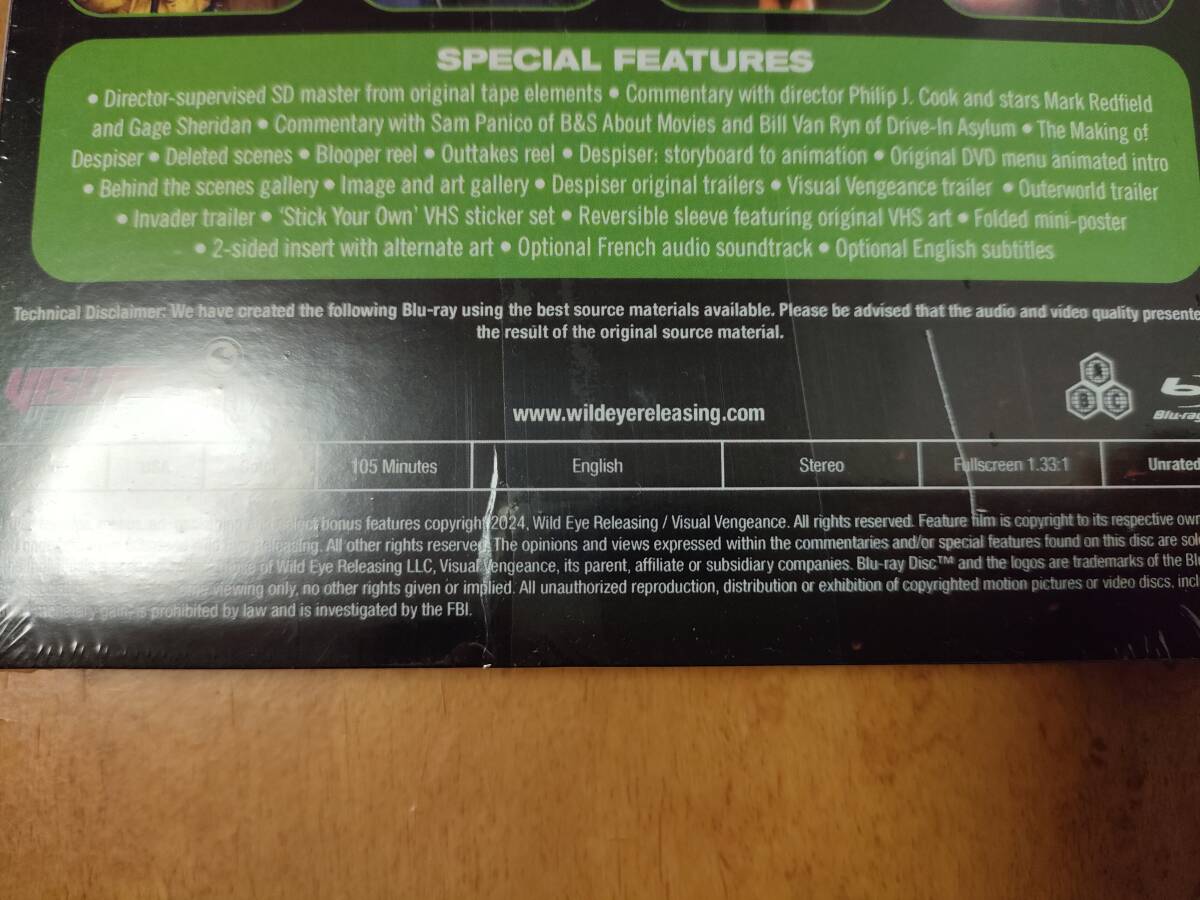 SPECIAL FEATURES
• Director-supervised SD master from original tape elements • Commentary with director Philip J. Cook and stars Mark Redfield
and Gage Sheridan • Commentary with Sam Panico of B&S About Movies and Bill Van Ryn of Drive-In Asylum • The Making of
Despiser • Deleted scenes • Blooper reel • Outtakes reel • Despiser: storyboard to animation • Original DVD menu animated intro
• Behind the scenes gallery • Image and art gallery • Despiser original trailers • Visual Vengeance trailer • Outerworld trailer
• Invader trailer • 'Stick Your Own' VHS sticker set • Reversible sleeve featuring original VHS art • Folded mini-poster
• 2-sided insert with alternate art • Optional French audio soundtrack • Optional English subtitles
Technical Disclaimer: We have created the following Blu-ray using the best source materials available. Please be advised that the audio and video quality presente
the result of the original source material.
A
B C
Blu-ray
www.wildeyereleasing.com
105 Minutes English Stereo Fullscreen 1.33:1 Unrated
bonus features copyright 2024, Wild Eye Releasing / Visual Vengeance. All rights reserved. Feature film is copyright to its respective own
Releasing. All other rights reserved. The opinions and views expressed within the commentaries and/or special features found on this disc are sol
of Wild Eye Releasing LLC, Visual Vengeance, its parent, affiliate or subsidiary companies. Blu-ray Disc™ and the logos are trademarks of the Bl
viewing only, no other rights given or implied. All unauthorized reproduction, distribution or exhibition of copyrighted motion pictures or video discs, incl
gain is prohibited by law and is investigated by the FBI.